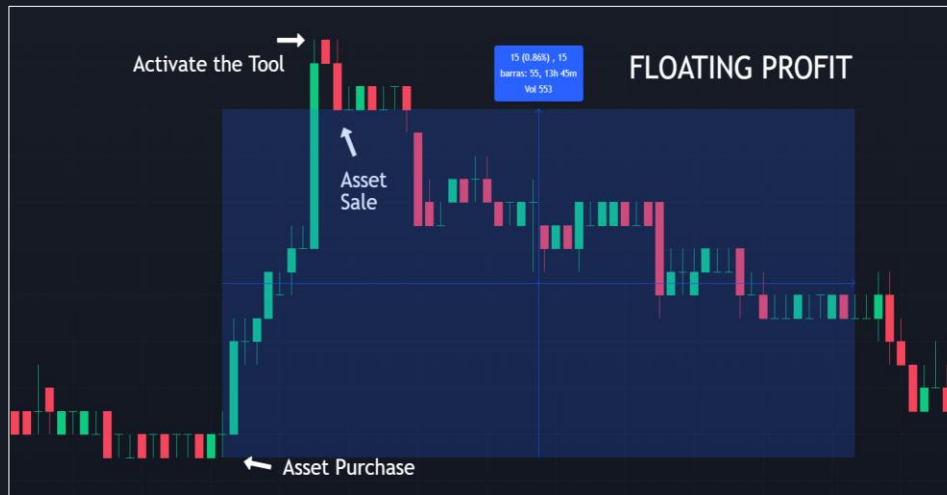 Activate the Tool
15 (0.86%) , 15
barras: 55, 13h 45m
Vol 553
FLOATING PROFIT
Asset
Sale
Asset Purchase